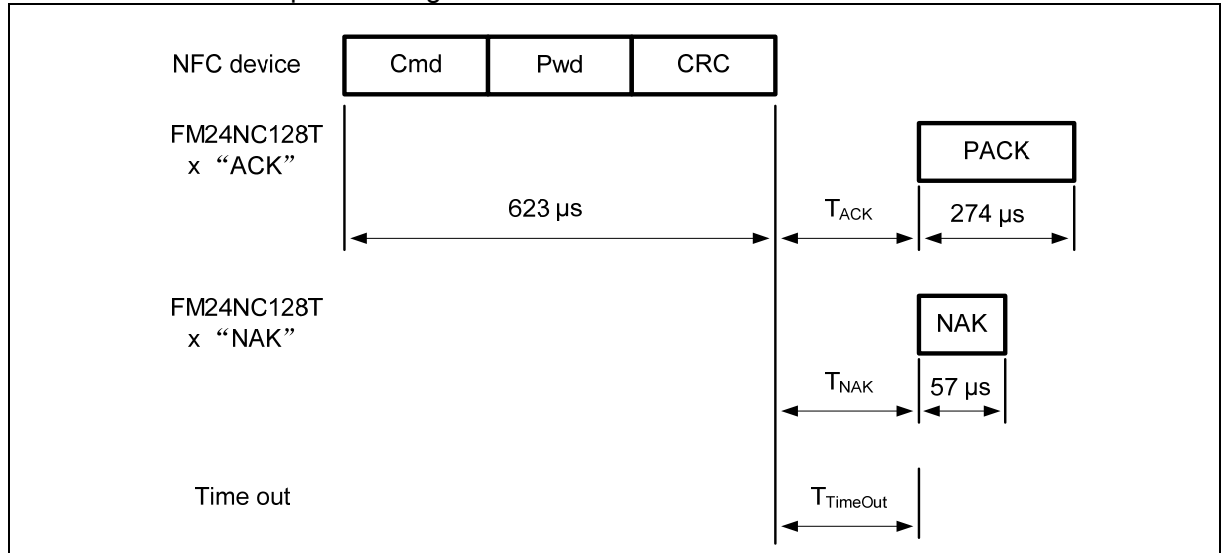 NFC device Cmd Pwd CRC
FM24NC128T
x “ACK”
PACK
623 µs TACK 274 µs
FM24NC128T
x “NAK”
NAK
TNAK 57 µs
Time out TTimeOut